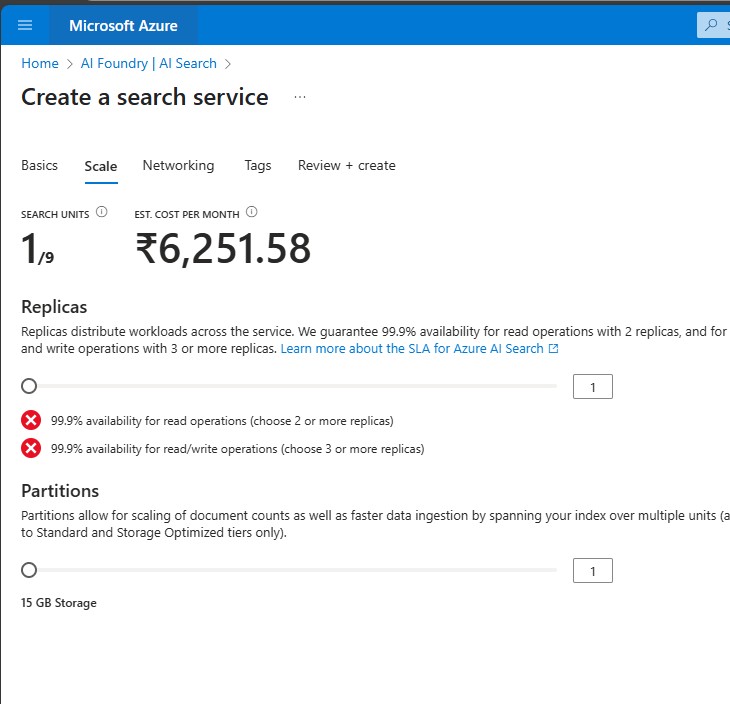 Microsoft Azure
Home > AI Foundry | AI Search >
Create a search service ...
Basics Scale Networking Tags Review + create
SEARCH UNITS EST. COST PER MONTH
1/9 ₹6,251.58
Replicas
Replicas distribute workloads across the service. We guarantee 99.9% availability for read operations with 2 replicas, and for
and write operations with 3 or more replicas. Learn more about the SLA for Azure AI Search
1
99.9% availability for read operations (choose 2 or more replicas)
99.9% availability for read/write operations (choose 3 or more replicas)
Partitions
Partitions allow for scaling of document counts as well as faster data ingestion by spanning your index over multiple units (a
to Standard and Storage Optimized tiers only).
1
15 GB Storage